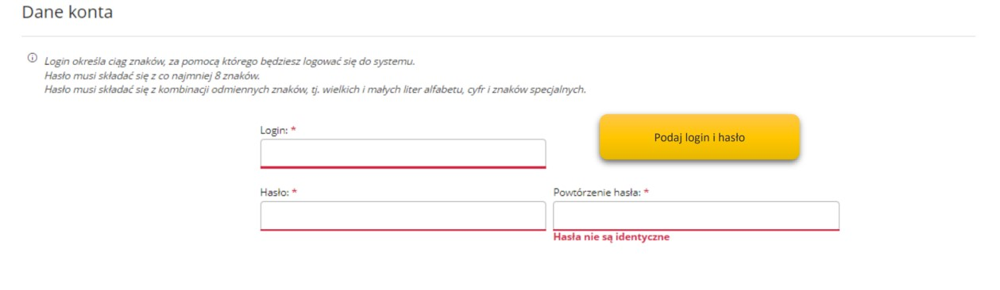 Dane konta
Login określa ciąg znaków, za pomocą którego będziesz logować się do systemu.
Hasło musi składać się z co najmniej 8 znaków.
Hasło musi składać się z kombinacji odmiennych znaków, tj. wielkich i małych liter alfabetu, cyfr i znaków specjalnych.
Login: *
Podaj login i hasło
Hasło: *
Powtórzenie hasła: *
Hasła nie są identyczne